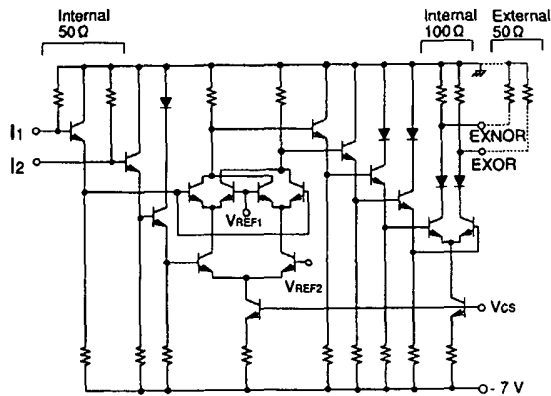 Internal
50Ω
Internal
100Ω
External
50Ω
I1
I2
EXNOR
EXOR
VREF1
VREF2
VCS
- 7 V